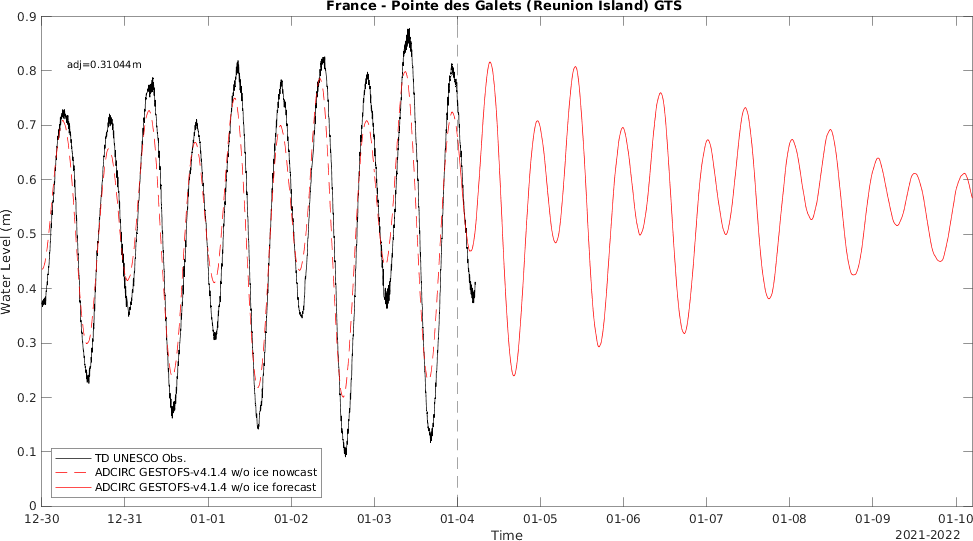 France - Pointe des Galets (Reunion Island) GTS
adj=0.31044m
0.9
0.8
0.7
0.6
0.5
0.4
0.3
0.2
0.1
0
Water Level (m)
TD UNESCO Obs.
ADCIRC GESTOFS-v4.1.4 w/o ice nowcast
ADCIRC GESTOFS-v4.1.4 w/o ice forecast
12-30 12-31 01-01 01-02 01-03 01-04 01-05 01-06 01-07 01-08 01-09 01-10
Time
2021-2022